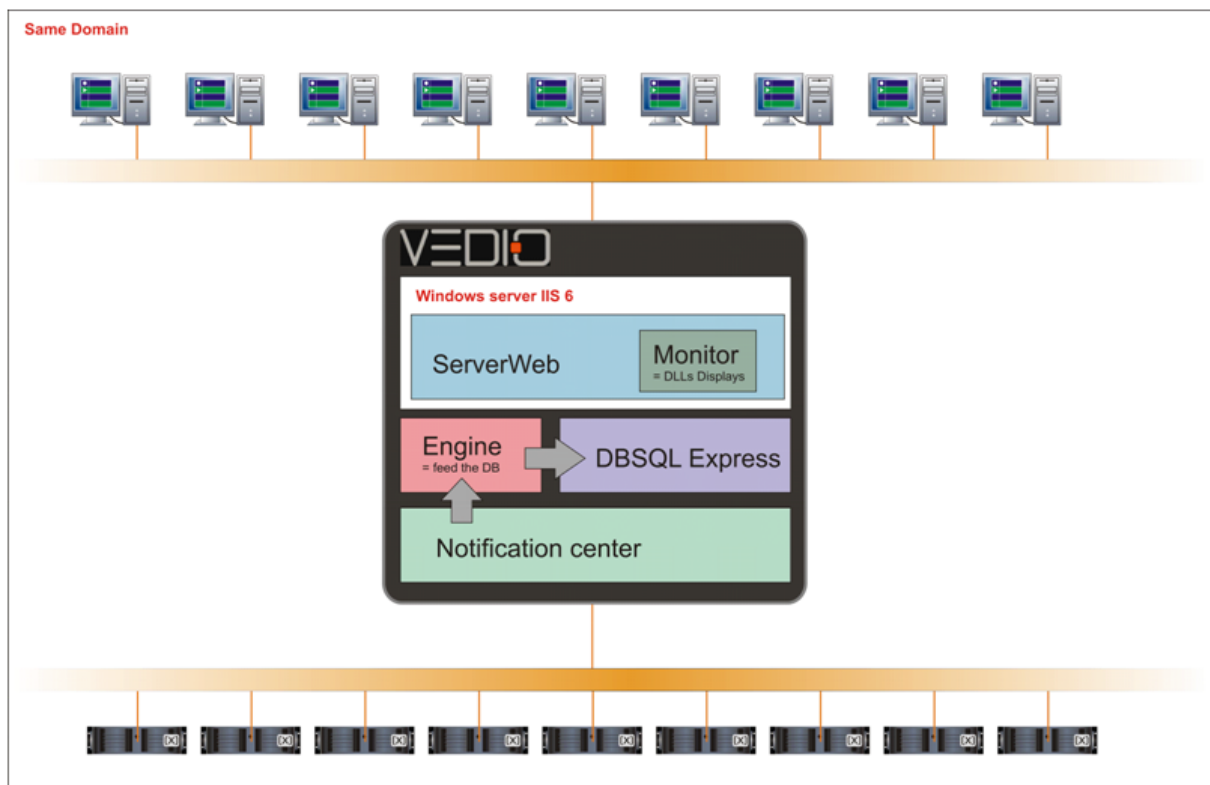 Same Domain
VEDIO
Windows server IIS 6
ServerWeb
Monitor
= DLLs Displays
Engine
= feed the DB
DBSQL Express
Notification center
[X]
[X]
[X]
[X]
[X]
[X]
[X]
[X]
[X]